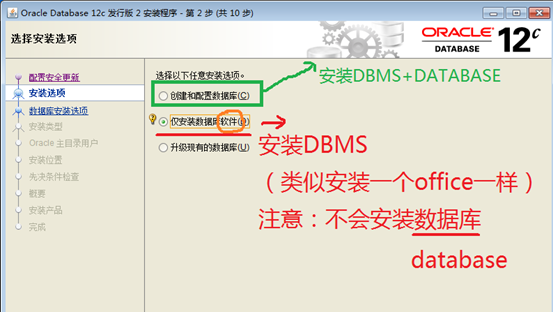 Oracle Database 12c 发行版 2 安装程序 - 第 2 步 (共 10 步)
选择安装选项
ORACLE
DATABASE 12c
配置安全更新
安装选项
数据库安装选项
安装类型
Oracle 主目录用户
安装位置
先决条件检查
概要
安装产品
完成
选择以下任意安装选项。
创建和配置数据库(C)
仅安装数据库软件(D)
升级现有的数据库(U)
安装DBMS+DATABASE
安装DBMS
（类似安装一个office一样）
注意：不会安装数据库
database